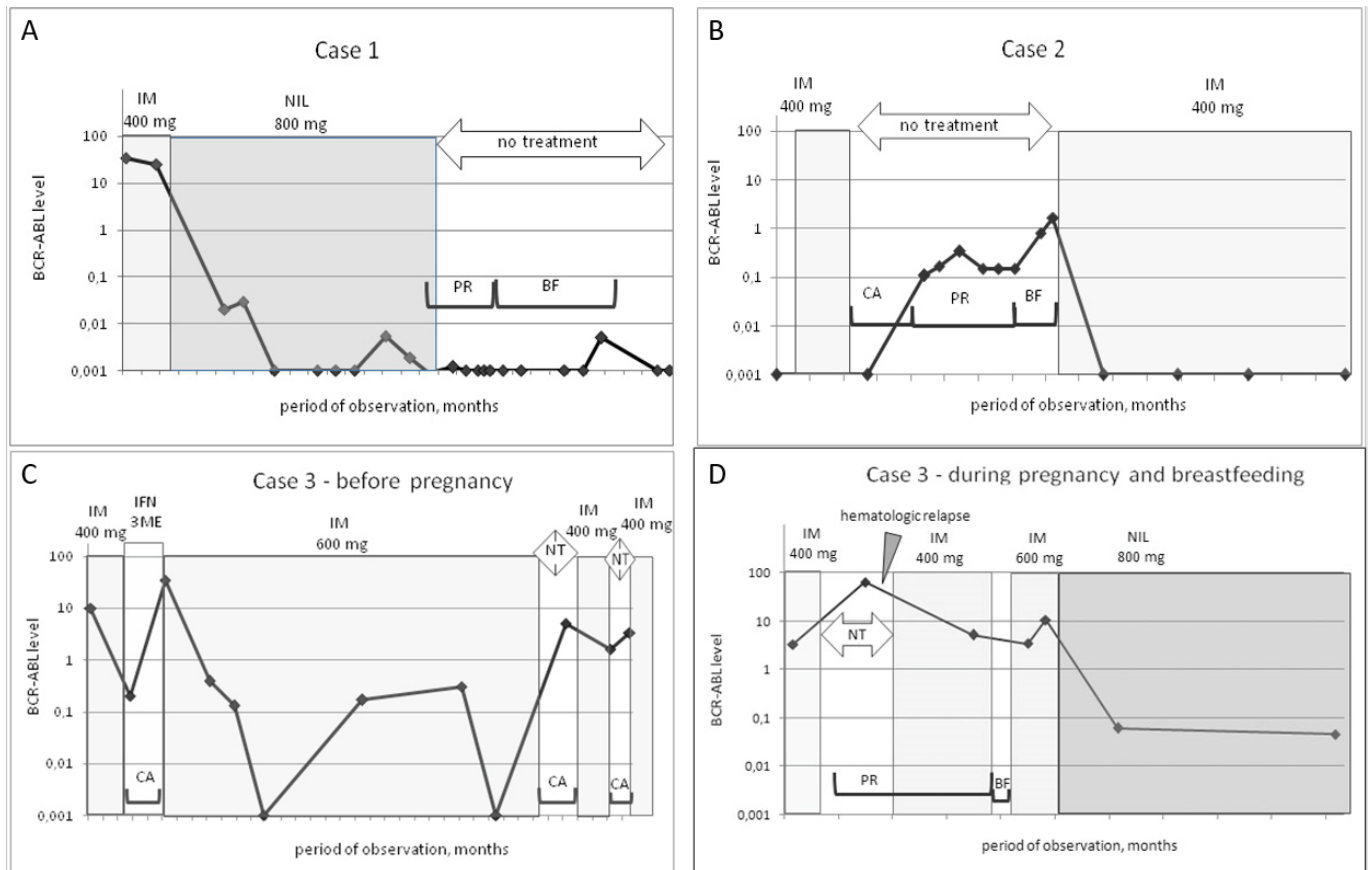 A
Case 1
IM
400 mg
NIL
800 mg
no treatment
BCR-ABL level
100
10
1
0,1
0,01
0,001
PR
BF
period of observation, months
B
Case 2
IM
400 mg
IM
400 mg
no treatment
BCR-ABL level
100
10
1
0,1
0,01
0,001
CA
PR
BF
period of observation, months
C
Case 3 - before pregnancy
IM
400 mg
IFN
3ME
IM
600 mg
IM
400 mg
IM
400 mg
NT
NT
BCR-ABL level
100
10
1
0,1
0,01
0,001
CA
CA
CA
period of observation, months
D
Case 3 - during pregnancy and breastfeeding
hematologic relapse
IM
400 mg
IM
400 mg
IM
600 mg
NIL
800 mg
NT
BCR-ABL level
100
10
1
0,1
0,01
0,001
PR
BF
period of observation, months